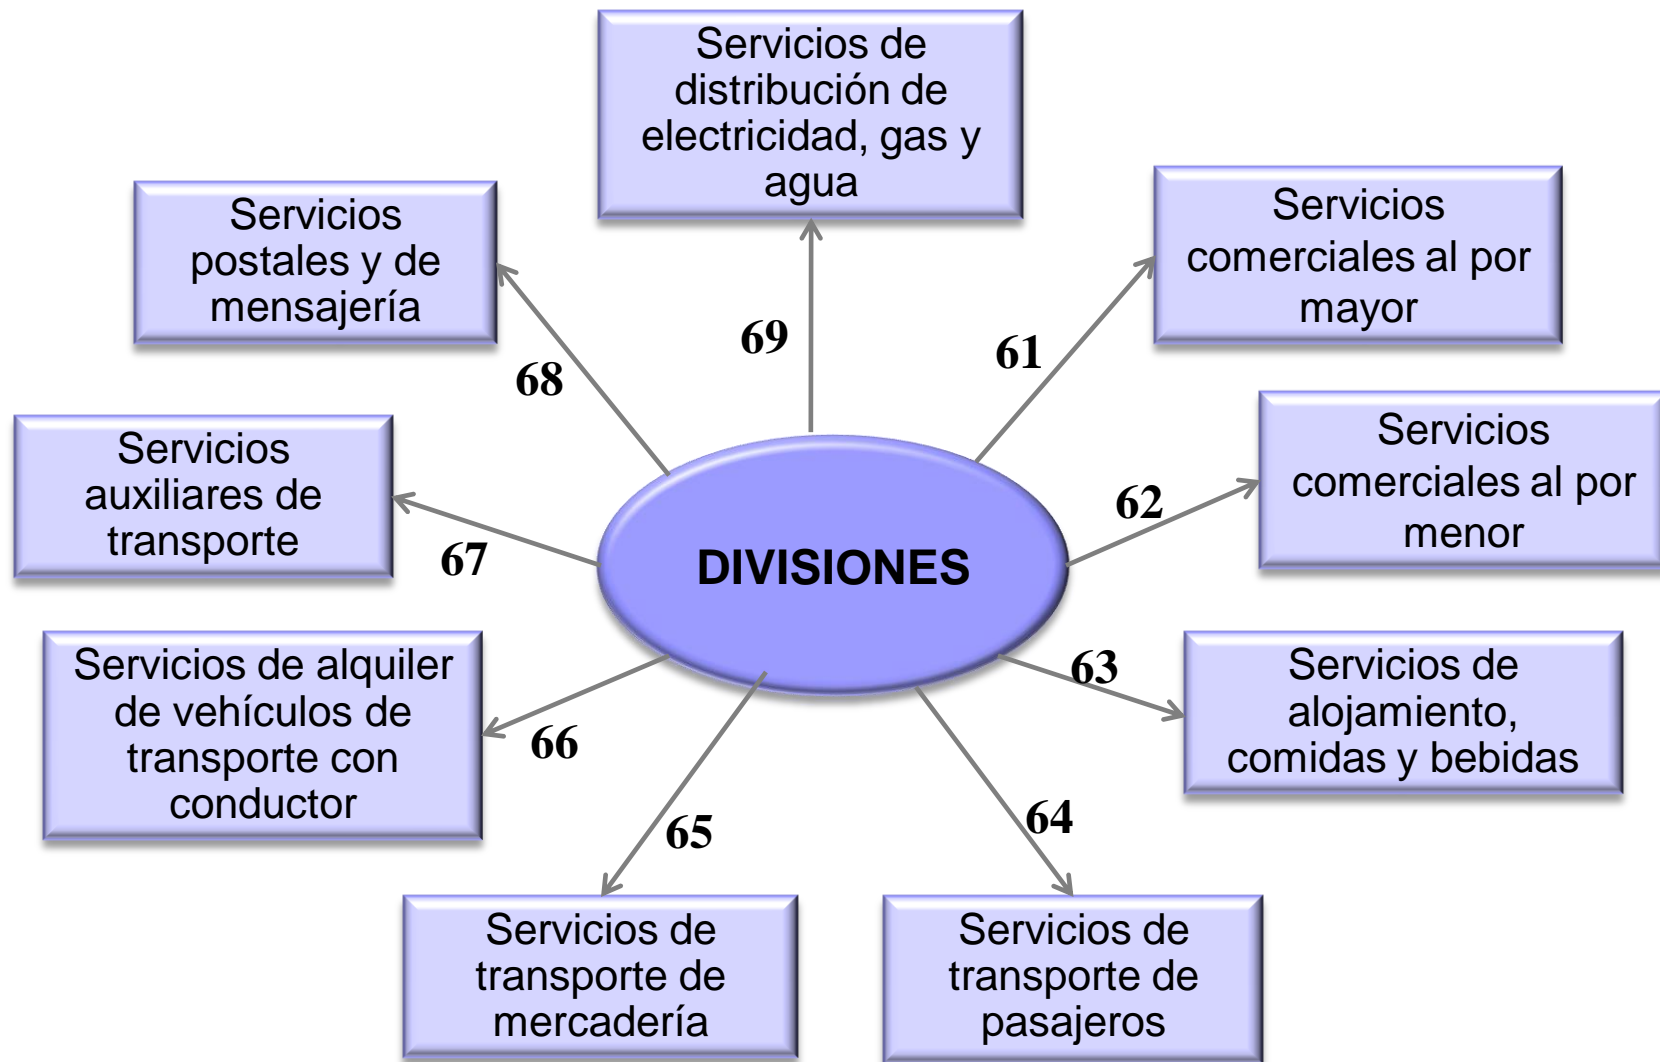 Servicios de
distribución de
electricidad, gas y
agua
69
Servicios
comerciales al por
mayor
61
Servicios
comerciales al por
menor
62
Servicios de
alojamiento,
comidas y bebidas
63
Servicios de
transporte de
pasajeros
64
Servicios de
transporte de
mercadería
65
Servicios de alquiler
de vehículos de
transporte con
conductor
66
Servicios
auxiliares de
transporte
67
Servicios
postales y de
mensajería
68
DIVISIONES